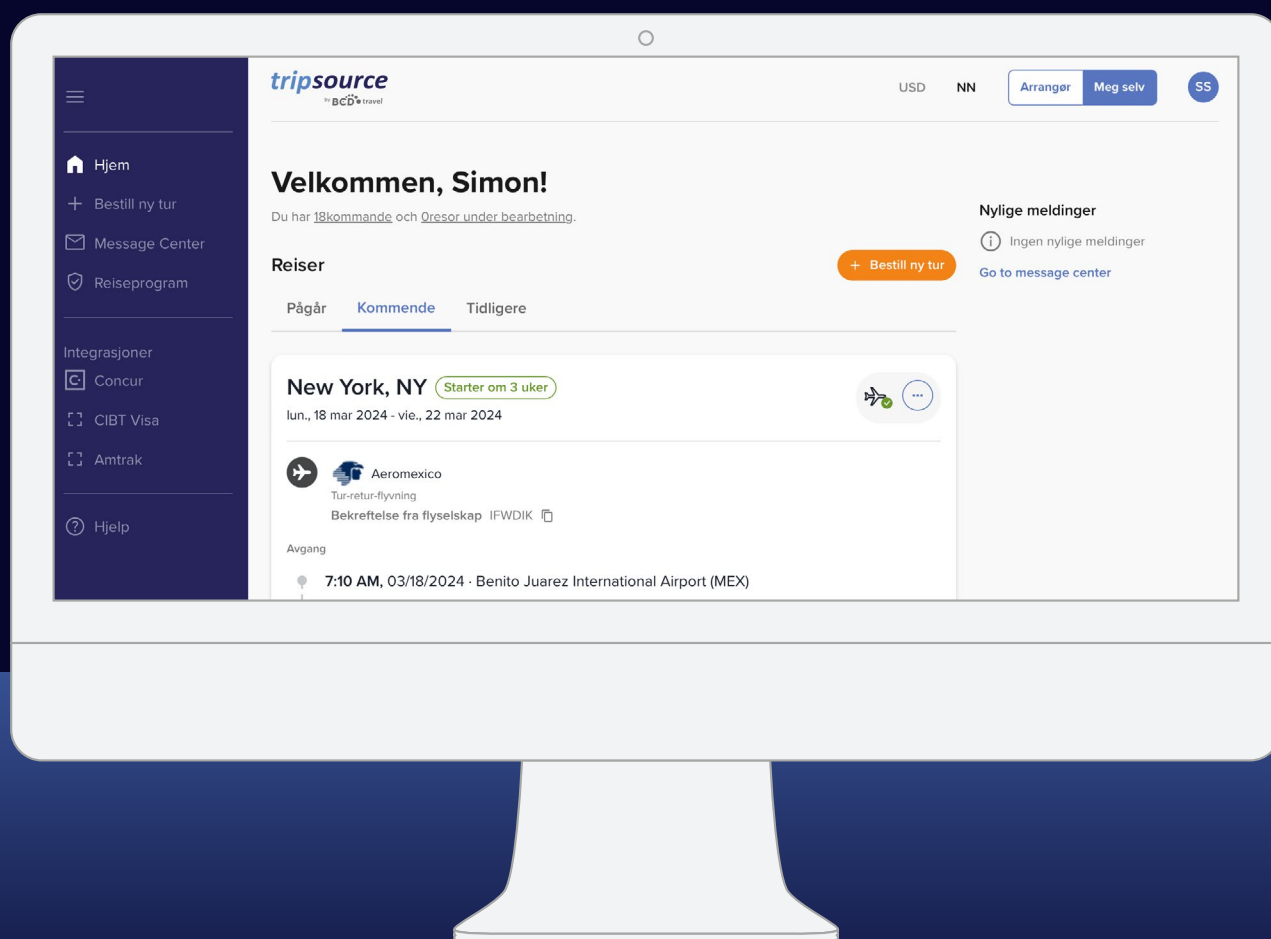 tripsource
by BCD travel
USD NN Arrangør Meg selv SS
Hjem
Bestill ny tur
Message Center
Reiseprogram
Integrasjoner
Concur
CIBT Visa
Amtrak
Hjelp
Velkommen, Simon!
Du har 18kommande och 0resor under bearbetning.
Reiser
+ Bestill ny tur
Pågår Kommende Tidligere
New York, NY Starter om 3 uker
lun., 18 mar 2024 - vie., 22 mar 2024
Aeromexico
Tur-retur-flyvning
Bekreftelse fra flyselskap IFWDIK
Avgang
7:10 AM, 03/18/2024 · Benito Juarez International Airport (MEX)
Nylige meldinger
Ingen nylige meldinger
Go to message center